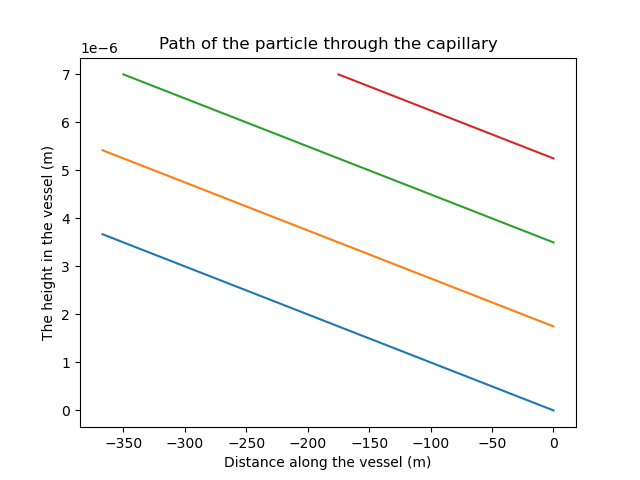 Path of the particle through the capillary
1e−6
7
6
5
4
3
2
1
0
The height in the vessel (m)
−350 −300 −250 −200 −150 −100 −50 0
Distance along the vessel (m)